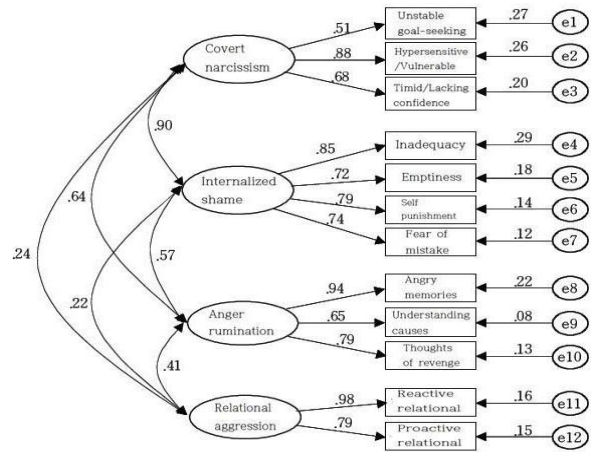 Unstable
goal-seeking
.27
e1
.51
Covert
narcissism
.88
Hypersensitive
/Vulnerable
.26
e2
.68
Timid/Lacking
confidence
.20
e3
.90
.85
Inadequacy
.29
e4
Internalized
shame
.72
Emptiness
.18
e5
.79
Self
punishment
.14
e6
.74
Fear of
mistake
.12
e7
.64
.57
.24
.22
.94
Angry
memories
.22
e8
Anger
rumination
.65
Understanding
causes
.08
e9
.79
Thoughts
of revenge
.13
e10
.41
Relational
aggression
.98
Reactive
relational
.16
e11
.79
Proactive
relational
.15
e12